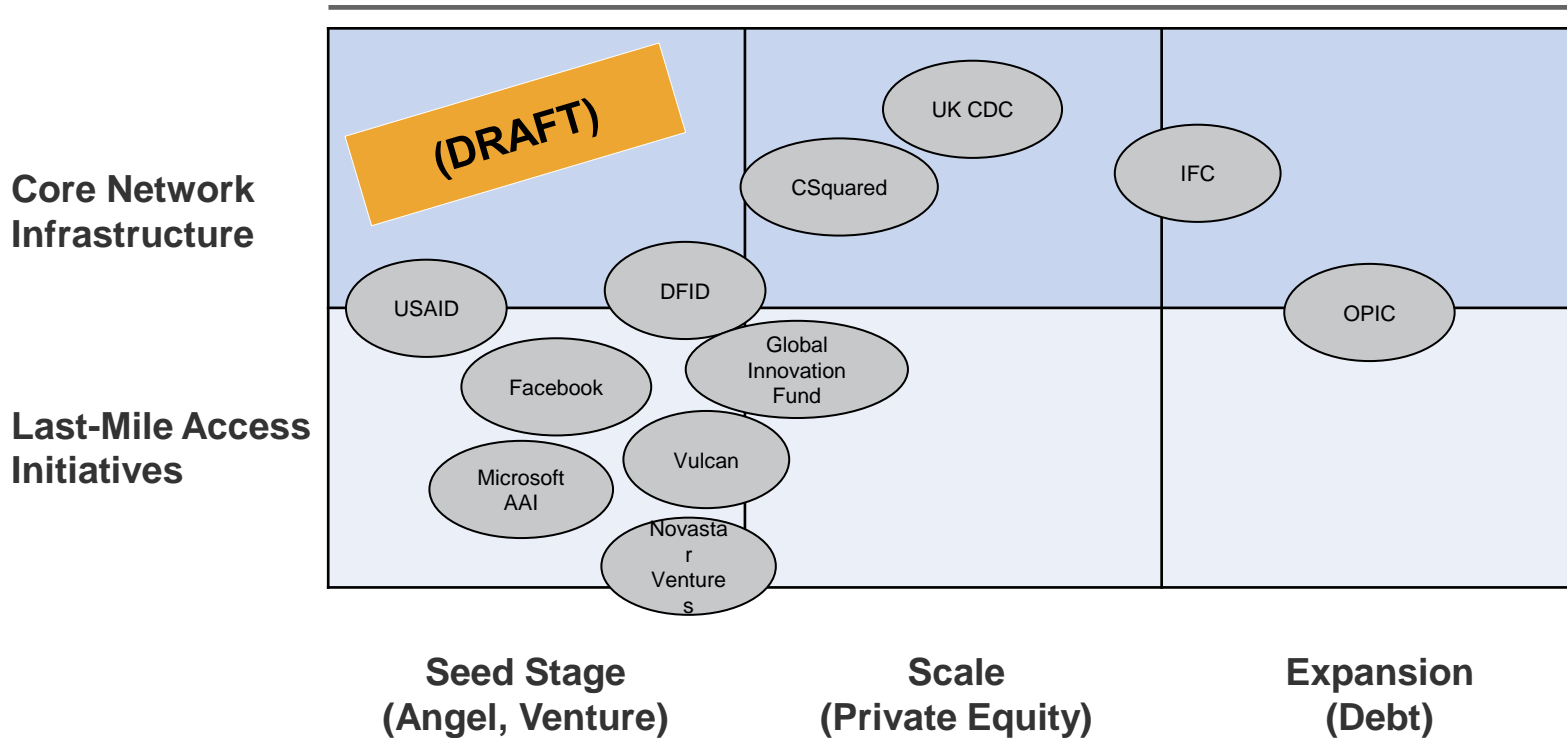 (DRAFT)
UK CDC
CSquared
IFC
Core Network
Infrastructure
USAID
DFID
OPIC
Global
Innovation
Fund
Facebook
Last-Mile Access
Initiatives
Vulcan
Microsoft
AAI
Novasta
r
Venture
s
Seed Stage
(Angel, Venture)
Scale
(Private Equity)
Expansion
(Debt)